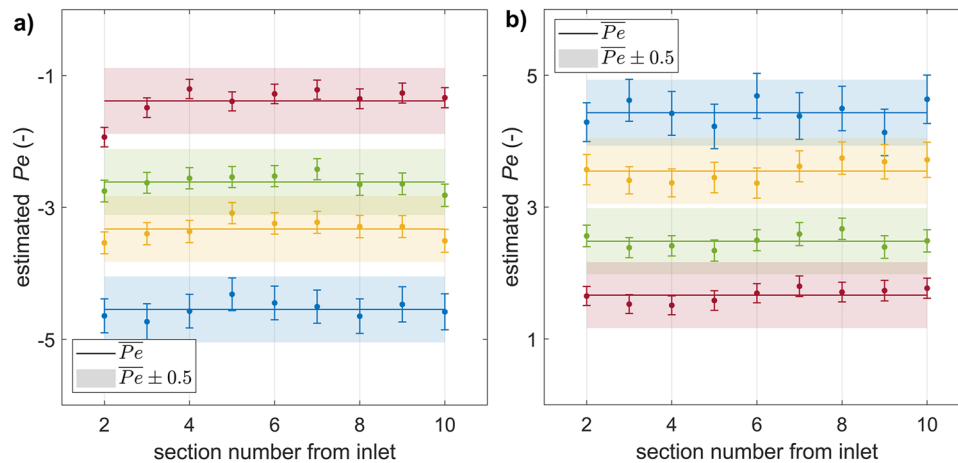 a)
estimated Pe (-)
-1
-3
-5
Pe
Pe ± 0.5
2 4 6 8 10
section number from inlet
b)
estimated Pe (-)
5
3
1
Pe
Pe ± 0.5
2 4 6 8 10
section number from inlet